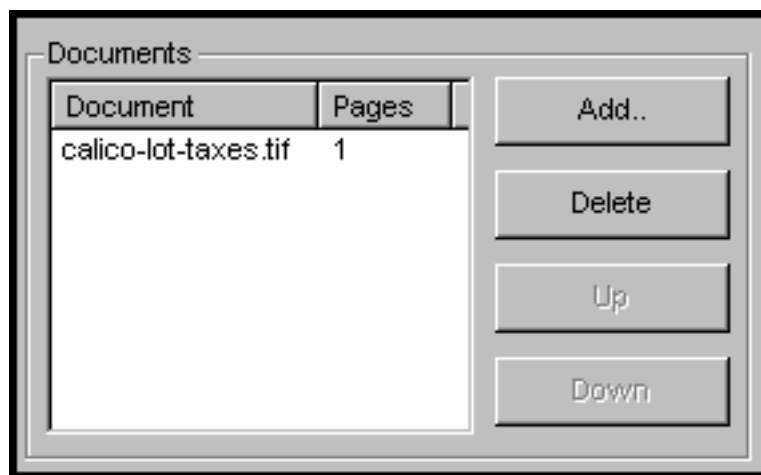 Documents
Document Pages
calico-lot-taxes.tif 1
Add..
Delete
Up
Down